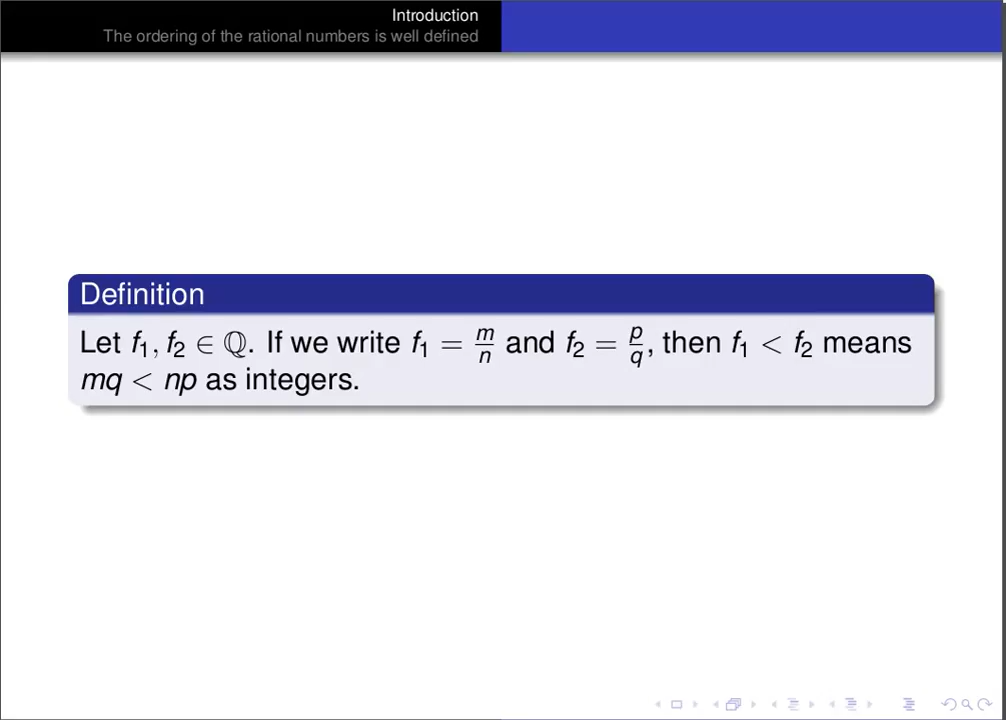 Introduction
The ordering of the rational numbers is well defined
Definition
Let f₁, f₂ ∈ ℚ. If we write f₁ = m/n and f₂ = p/q, then f₁ < f₂ means
mq < np as integers.